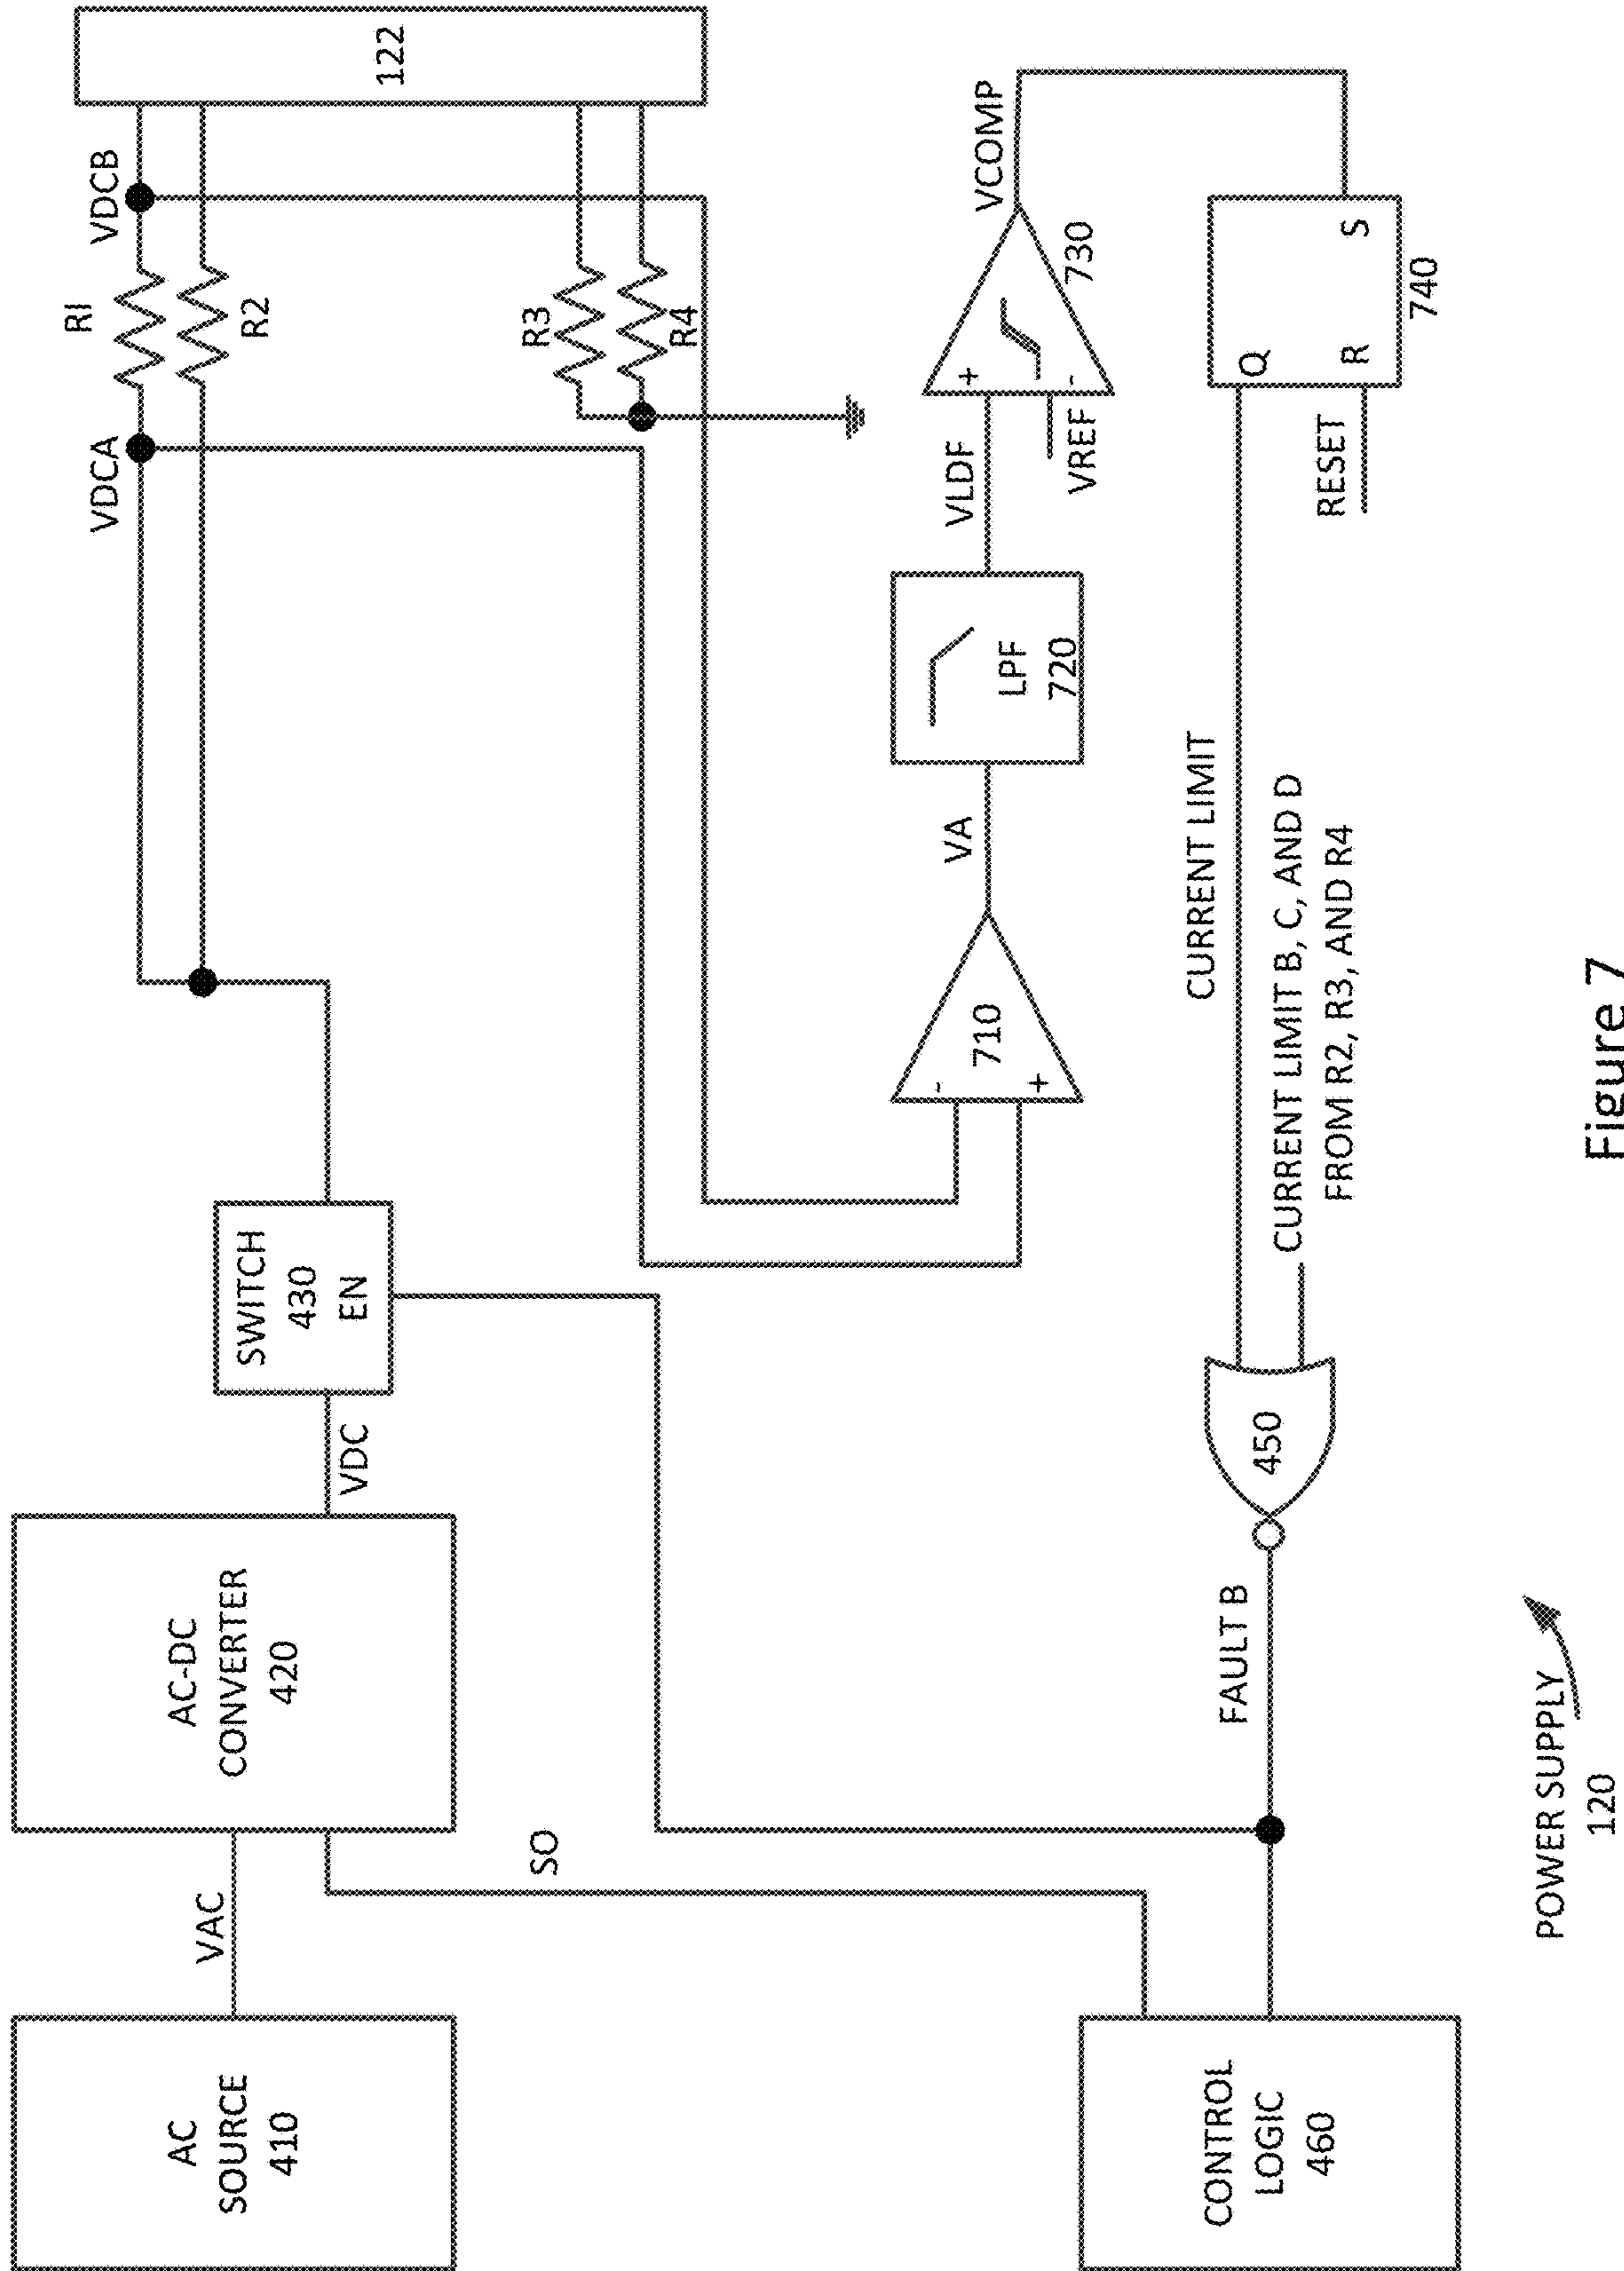 AC
SOURCE
410
VAC
AC-DC
CONVERTER
420
VDC
SWITCH
430
EN
VDCA
RI
R2
VDCB
122
R3
R4
SO
710
-
+
VA
LPF
720
VLDF
VREF
+
-
730
VCOMP
CONTROL
LOGIC
460
FAULT B
450
CURRENT LIMIT
CURRENT LIMIT B, C, AND D
FROM R2, R3, AND R4
RESET
Q
R
S
740
POWER SUPPLY
120
Figure 7